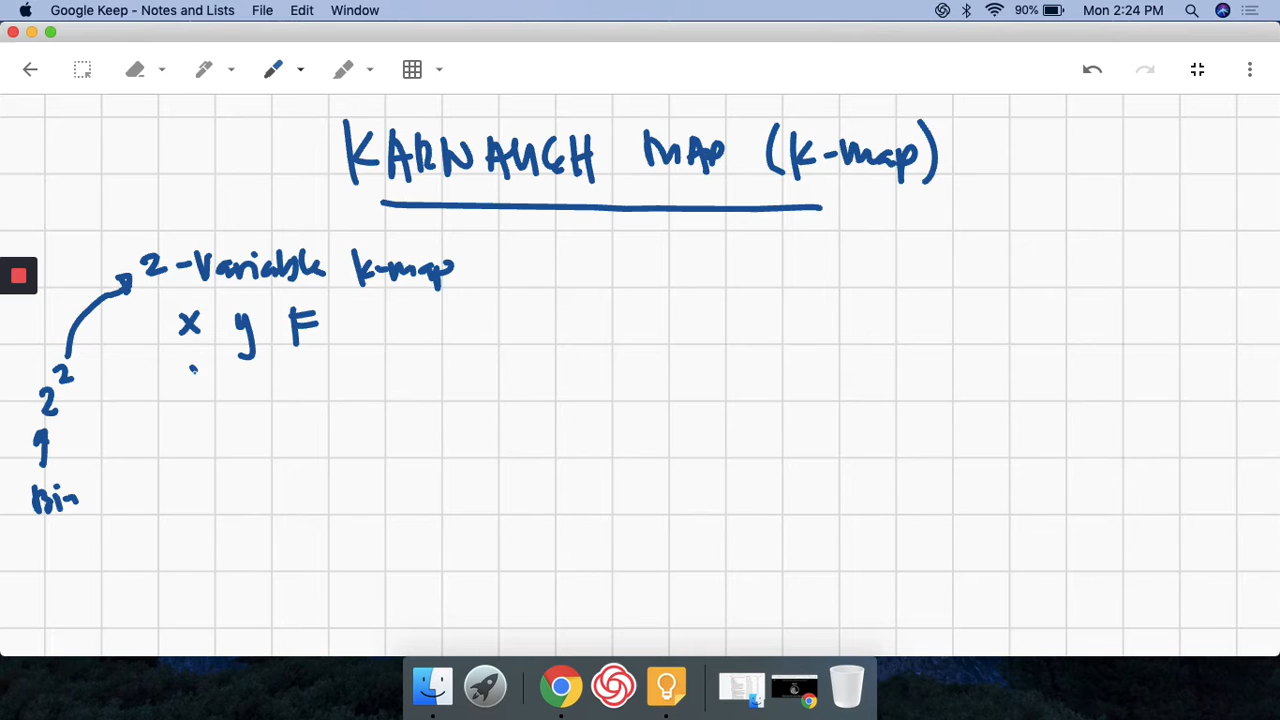 Google Keep - Notes and Lists File Edit Window 90% Mon 2:24 PM
KARNAUGH MAP (K-map)
2-Variable k-map
x y F
2²
Bin